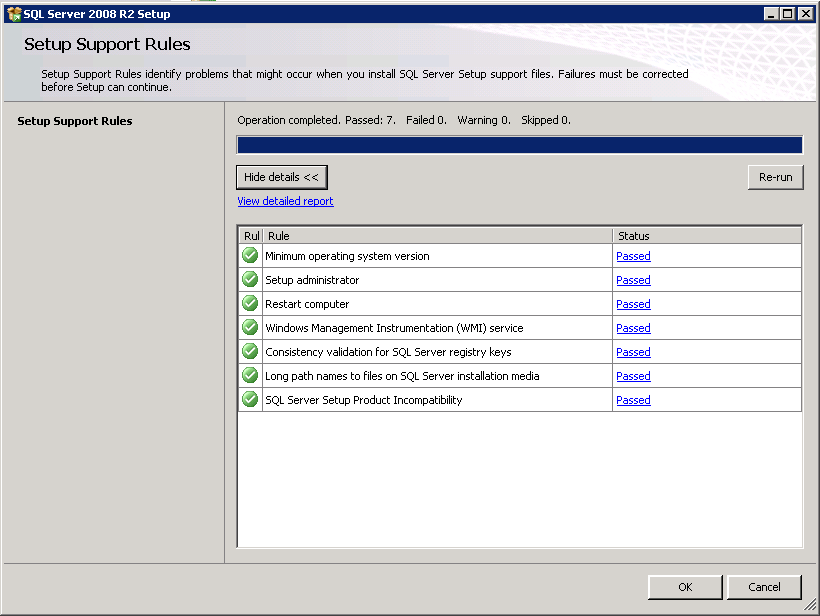 SQL Server 2008 R2 Setup
Setup Support Rules
Setup Support Rules identify problems that might occur when you install SQL Server Setup support files. Failures must be corrected
before Setup can continue.
Setup Support Rules
Operation completed. Passed: 7. Failed 0. Warning 0. Skipped 0.
Hide details <<
Re-run
View detailed report
Rul Rule Status
Minimum operating system version Passed
Setup administrator Passed
Restart computer Passed
Windows Management Instrumentation (WMI) service Passed
Consistency validation for SQL Server registry keys Passed
Long path names to files on SQL Server installation media Passed
SQL Server Setup Product Incompatibility Passed
OK Cancel